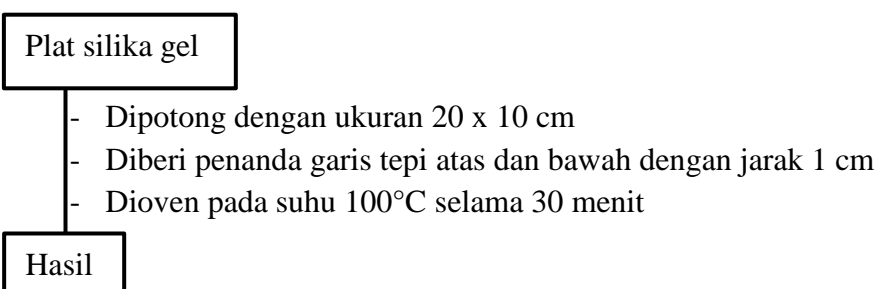 Plat silika gel
- Dipotong dengan ukuran 20 x 10 cm
- Diberi penanda garis tepi atas dan bawah dengan jarak 1 cm
- Dioven pada suhu 100°C selama 30 menit
Hasil